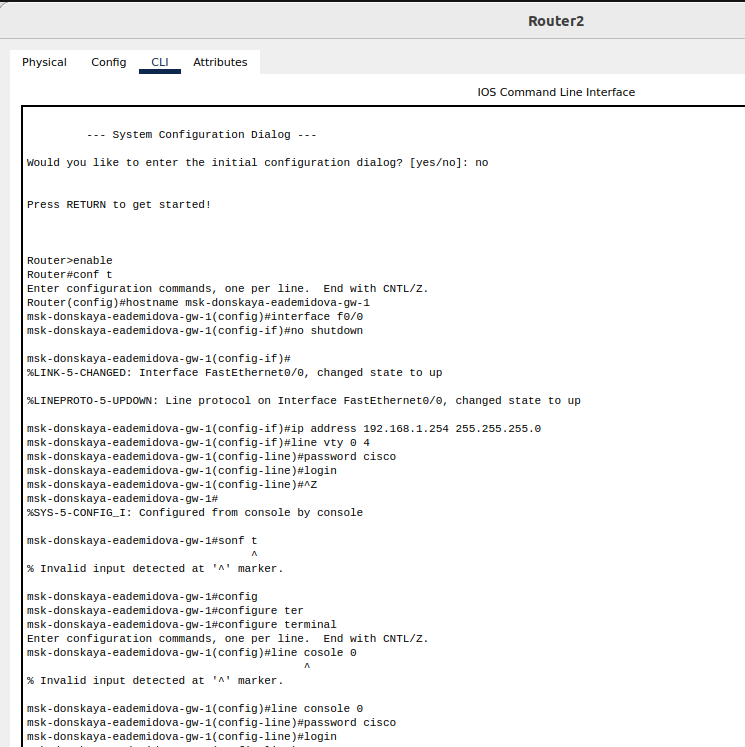 Router2
Physical Config CLI Attributes
IOS Command Line Interface
--- System Configuration Dialog ---
Would you like to enter the initial configuration dialog? [yes/no]: no
Press RETURN to get started!
Router>enable
Router#conf t
Enter configuration commands, one per line.  End with CNTL/Z.
Router(config)#hostname msk-donskaya-eademidova-gw-1
msk-donskaya-eademidova-gw-1(config)#interface f0/0
msk-donskaya-eademidova-gw-1(config-if)#no shutdown
msk-donskaya-eademidova-gw-1(config-if)#
%LINK-5-CHANGED: Interface FastEthernet0/0, changed state to up
%LINEPROTO-5-UPDOWN: Line protocol on Interface FastEthernet0/0, changed state to up
msk-donskaya-eademidova-gw-1(config-if)#ip address 192.168.1.254 255.255.255.0
msk-donskaya-eademidova-gw-1(config-if)#line vty 0 4
msk-donskaya-eademidova-gw-1(config-line)#password cisco
msk-donskaya-eademidova-gw-1(config-line)#login
msk-donskaya-eademidova-gw-1(config-line)#^Z
msk-donskaya-eademidova-gw-1#
%SYS-5-CONFIG_I: Configured from console by console
msk-donskaya-eademidova-gw-1#sonf t
^
% Invalid input detected at '^' marker.
msk-donskaya-eademidova-gw-1#config
msk-donskaya-eademidova-gw-1#configure ter
msk-donskaya-eademidova-gw-1#configure terminal
Enter configuration commands, one per line.  End with CNTL/Z.
msk-donskaya-eademidova-gw-1(config)#line cosole 0
^
% Invalid input detected at '^' marker.
msk-donskaya-eademidova-gw-1(config)#line console 0
msk-donskaya-eademidova-gw-1(config-line)#password cisco
msk-donskaya-eademidova-gw-1(config-line)#login